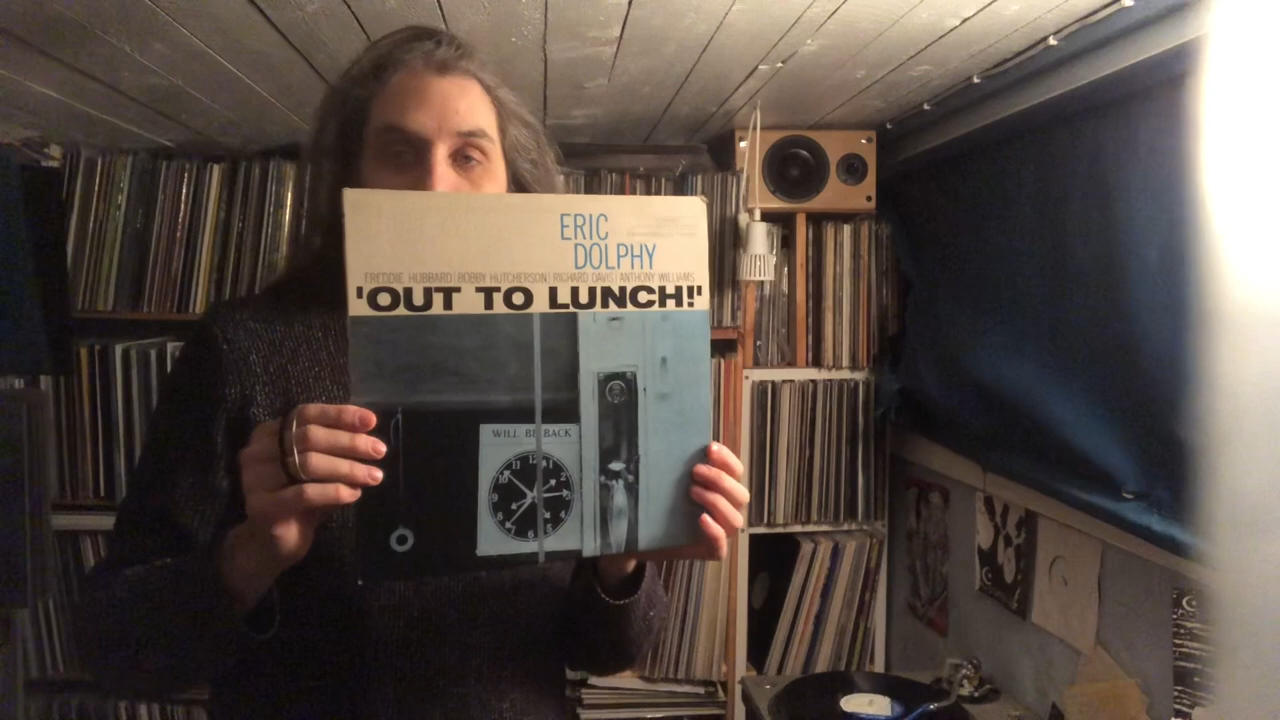 ERIC
DOLPHY
FREDDIE HUBBARD | BOBBY HUTCHERSON | RICHARD DAVIS | ANTHONY WILLIAMS
'OUT TO LUNCH!'
WILL BE BACK